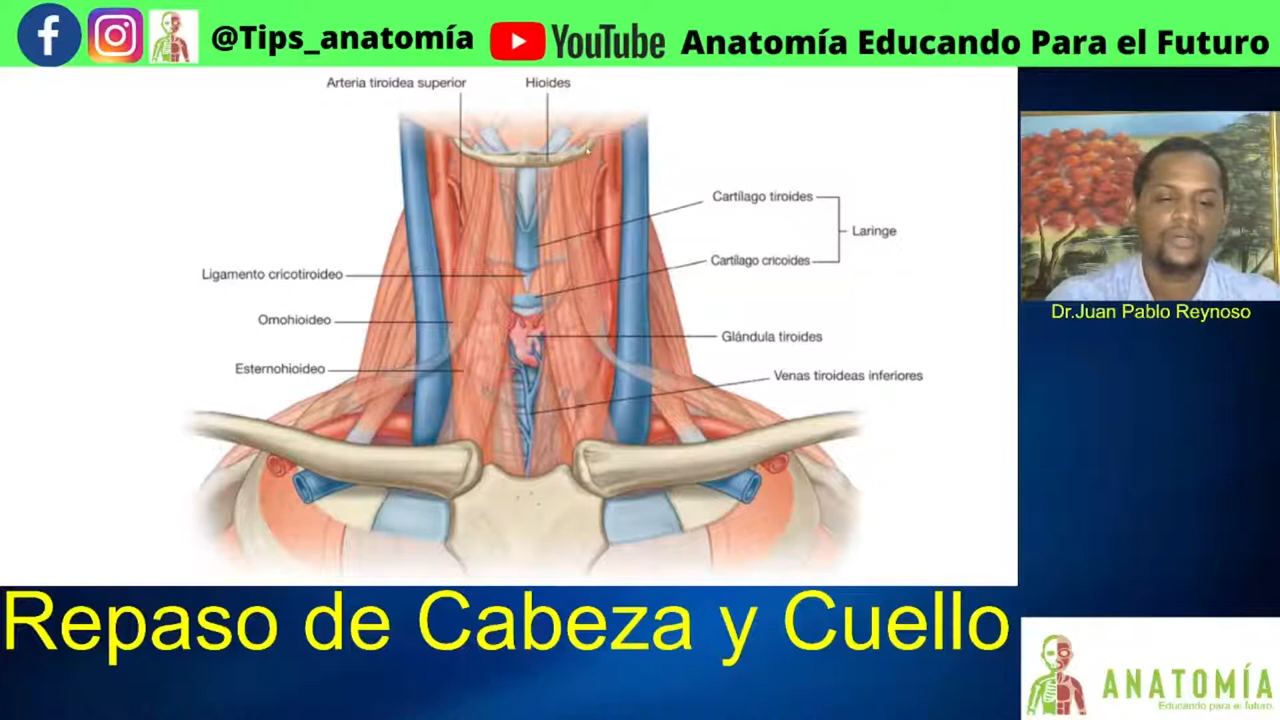 @Tips_anatomía YouTube Anatomía Educando Para el Futuro
Arteria tiroidea superior
Hioides
Cartílago tiroides
Laringe
Cartílago cricoides
Ligamento cricotiroideo
Omohioideo
Glándula tiroides
Esternohioideo
Venas tiroideas inferiores
Dr.Juan Pablo Reynoso
Repaso de Cabeza y Cuello
ANATOMÍA
Educando para el futuro.